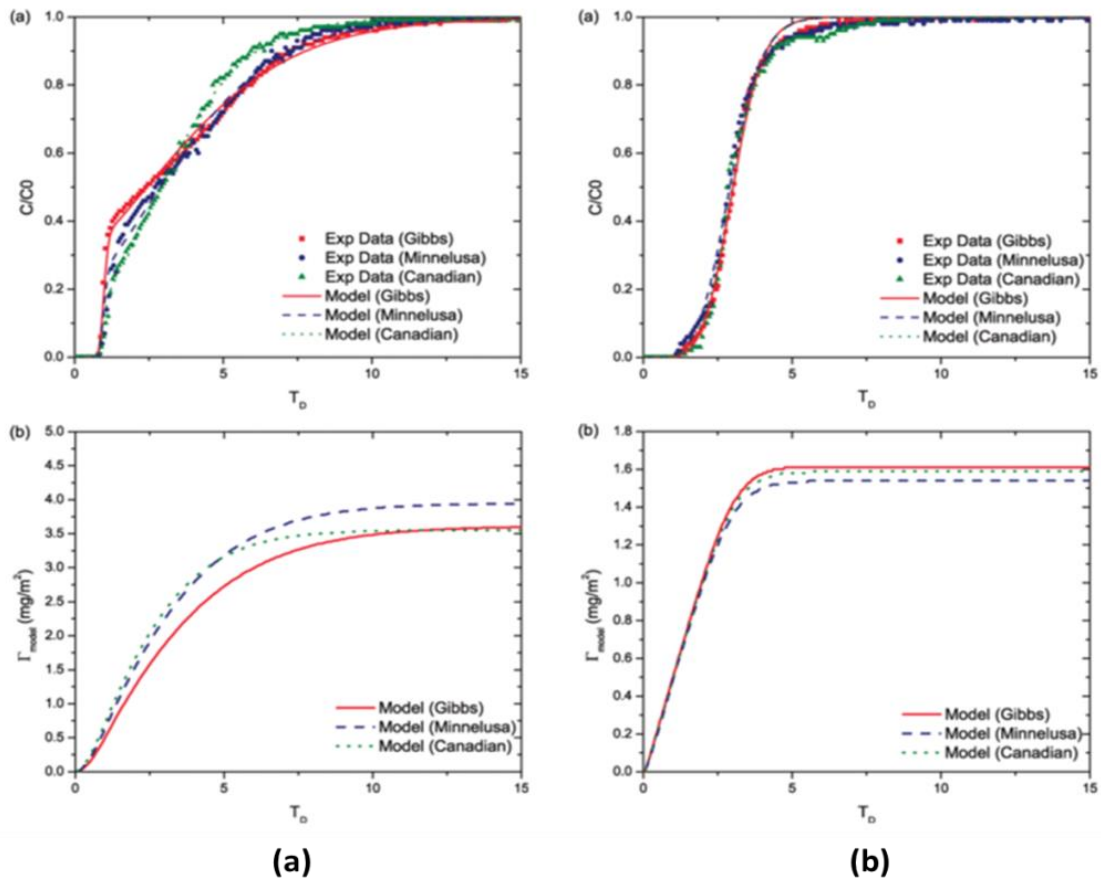 (a)
1.0
0.8
0.6
0.4
0.2
0.0
C/C0
Exp Data (Gibbs)
Exp Data (Minnelusa)
Exp Data (Canadian)
Model (Gibbs)
Model (Minnelusa)
Model (Canadian)
0 5 10 15
T_D
(a)
1.0
0.8
0.6
0.4
0.2
0.0
C/C0
Exp Data (Gibbs)
Exp Data (Minnelusa)
Exp Data (Canadian)
Model (Gibbs)
Model (Minnelusa)
Model (Canadian)
0 5 10 15
T_D
(b)
5.0
4.5
4.0
3.5
3.0
2.5
2.0
1.5
1.0
0.5
0.0
Γ_model (mg/m²)
Model (Gibbs)
Model (Minnelusa)
Model (Canadian)
0 5 10 15
T_D
(b)
1.8
1.6
1.4
1.2
1.0
0.8
0.6
0.4
0.2
0.0
Γ_model (mg/m²)
Model (Gibbs)
Model (Minnelusa)
Model (Canadian)
0 5 10 15
T_D
(a)
(b)